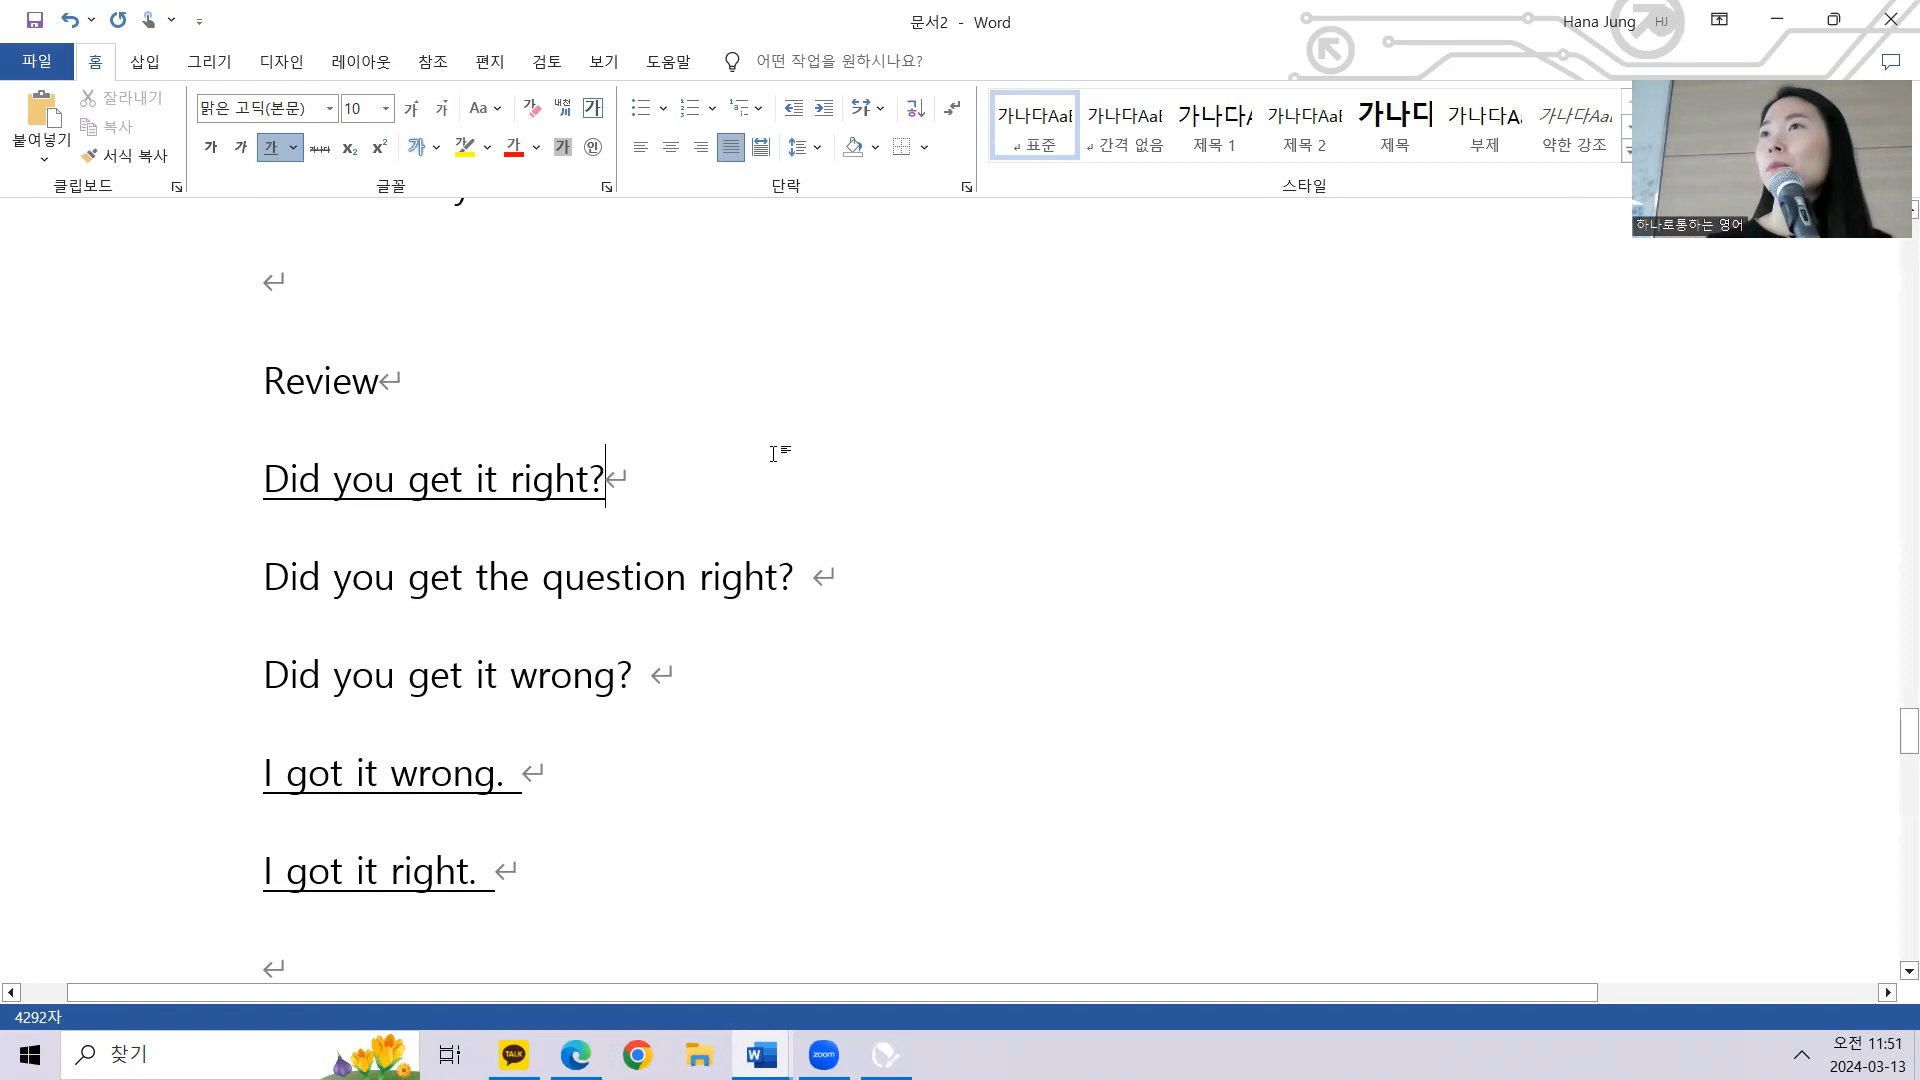 문서2 - Word
Hana Jung HJ
파일 홈 삽입 그리기 디자인 레이아웃 참조 편지 검토 보기 도움말 어떤 작업을 원하시나요?
붙여넣기
잘라내기
복사
서식 복사
클립보드
맑은 고딕(본문) 10
글꼴
단락
가나다AaB 가나다AaB 가나다A 가나다AaB 가나다 가나다Aa 가나다Aa
표준 간격 없음 제목 1 제목 2 제목 부제 약한 강조
스타일
하나로통하는 영어
Review
Did you get it right?
Did you get the question right?
Did you get it wrong?
I got it wrong.
I got it right.
4292자
찾기
TALK
zoom
오전 11:51
2024-03-13